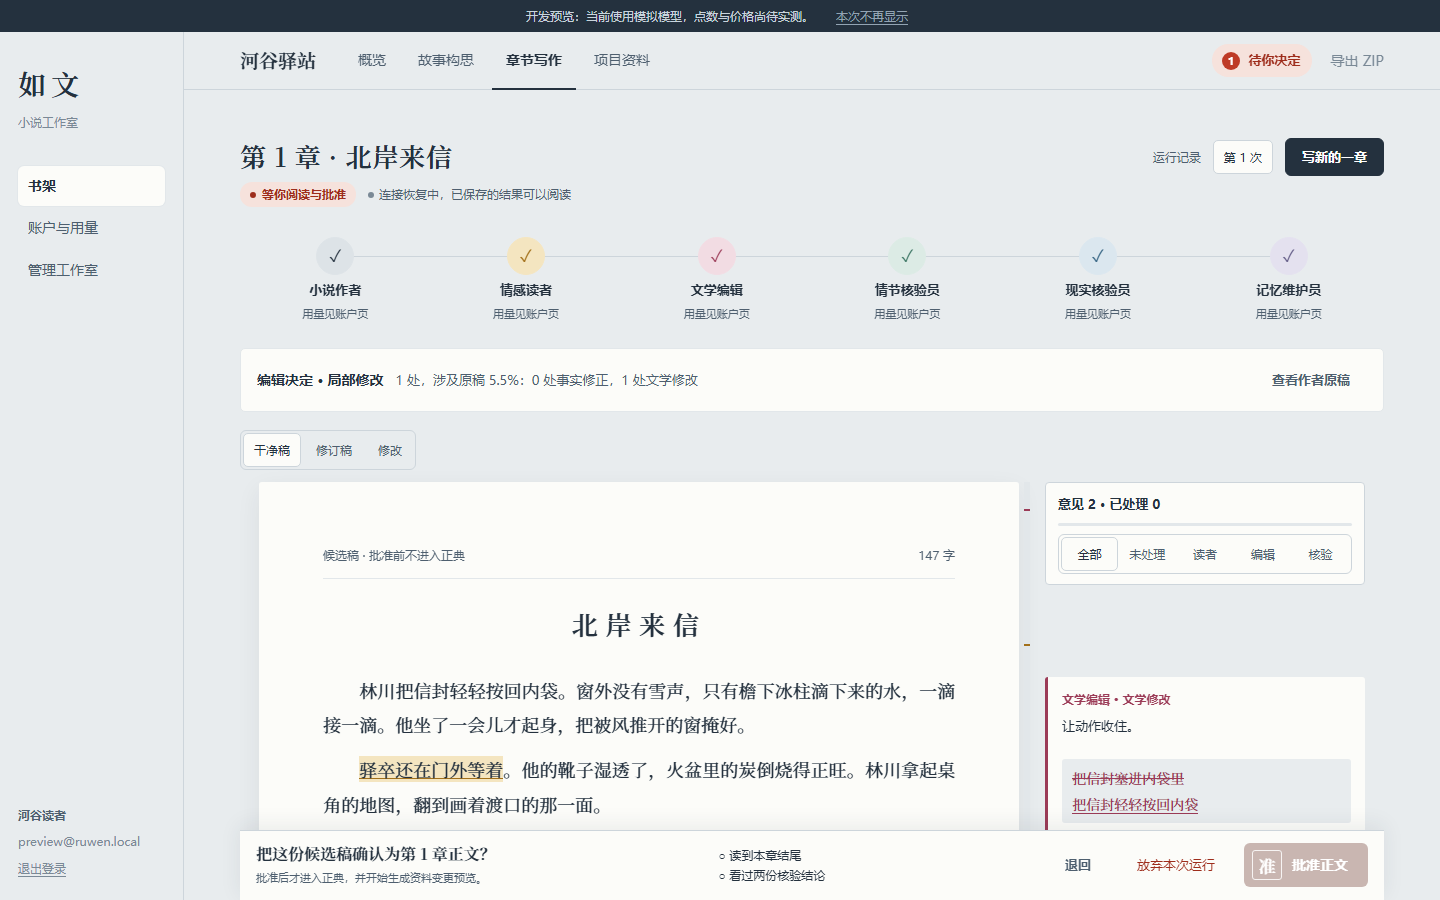 开发预览：当前使用模拟模型，点数与价格尚待实测。 本次不再显示
如文
小说工作室
书架
账户与用量
管理工作室
河谷读者
preview@ruwen.local
退出登录
河谷驿站 概览 故事构思 章节写作 项目资料 1 待你决定 导出 ZIP
第 1 章 · 北岸来信
运行记录 第 1 次 写新的一章
等你阅读与批准 连接恢复中，已保存的结果可以阅读
小说作者 情感读者 文学编辑 情节核验员 现实核验员 记忆维护员
用量见账户页 用量见账户页 用量见账户页 用量见账户页 用量见账户页 用量见账户页
编辑决定 • 局部修改 1 处，涉及原稿 5.5%：0 处事实修正，1 处文学修改 查看作者原稿
干净稿 修订稿 修改
候选稿 · 批准前不进入正典 147 字
北岸来信
林川把信封轻轻按回内袋。窗外没有雪声，只有檐下冰柱滴下来的水，一滴
接一滴。他坐了一会儿才起身，把被风推开的窗掩好。
驿卒还在门外等着。他的靴子湿透了，火盆里的炭倒烧得正旺。林川拿起桌
角的地图，翻到画着渡口的那一面。
意见 2 • 已处理 0
全部 未处理 读者 编辑 核验
文学编辑 • 文学修改
让动作收住。
把信封塞进内袋里
把信封轻轻按回内袋
把这份候选稿确认为第 1 章正文？
批准后才进入正典，并开始生成资料变更预览。
读到本章结尾
看过两份核验结论
退回 放弃本次运行 准 批准正文